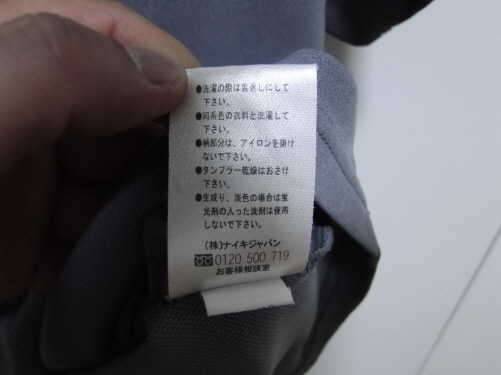 ●洗濯の際は裏返しにして
下さい。
●同系色の衣料と洗濯して
下さい。
●柄部分は、アイロンを掛け
ないで下さい。
●タンブラー乾燥はおさけ
下さい。
●生成り、淡色の場合は蛍
光剤の入った洗剤は使用
しないで下さい。
(株)ナイキジャパン
0120 500 719
お客様相談室